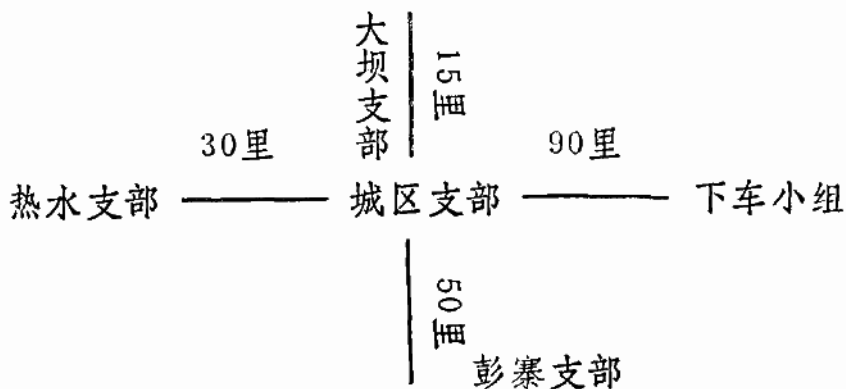 大坝支部
15里
30里
90里
热水支部
城区支部
下车小组
50里
彭寨支部